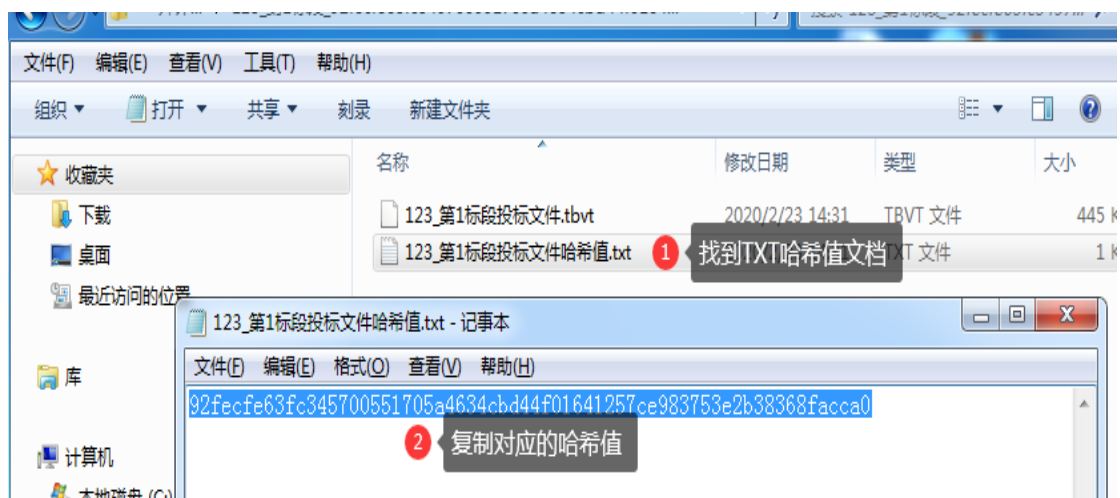 文件(F) 编辑(E) 查看(V) 工具(T) 帮助(H)
组织 打开 共享 刻录 新建文件夹
名称 修改日期 类型 大小
收藏夹
下载
桌面
最近访问的位置
库
计算机
本地磁盘 (C:)
123_第1标段投标文件.tbvt 2020/2/23 14:31 TBVT 文件 445 K
123_第1标段投标文件哈希值.txt TXT 文件 1 K
1 找到TXT哈希值文档
123_第1标段投标文件哈希值.txt - 记事本
文件(F) 编辑(E) 格式(O) 查看(V) 帮助(H)
92fecfe63fc345700551705a4634cbd44f01641257ce983753e2b38368facca0
2 复制对应的哈希值